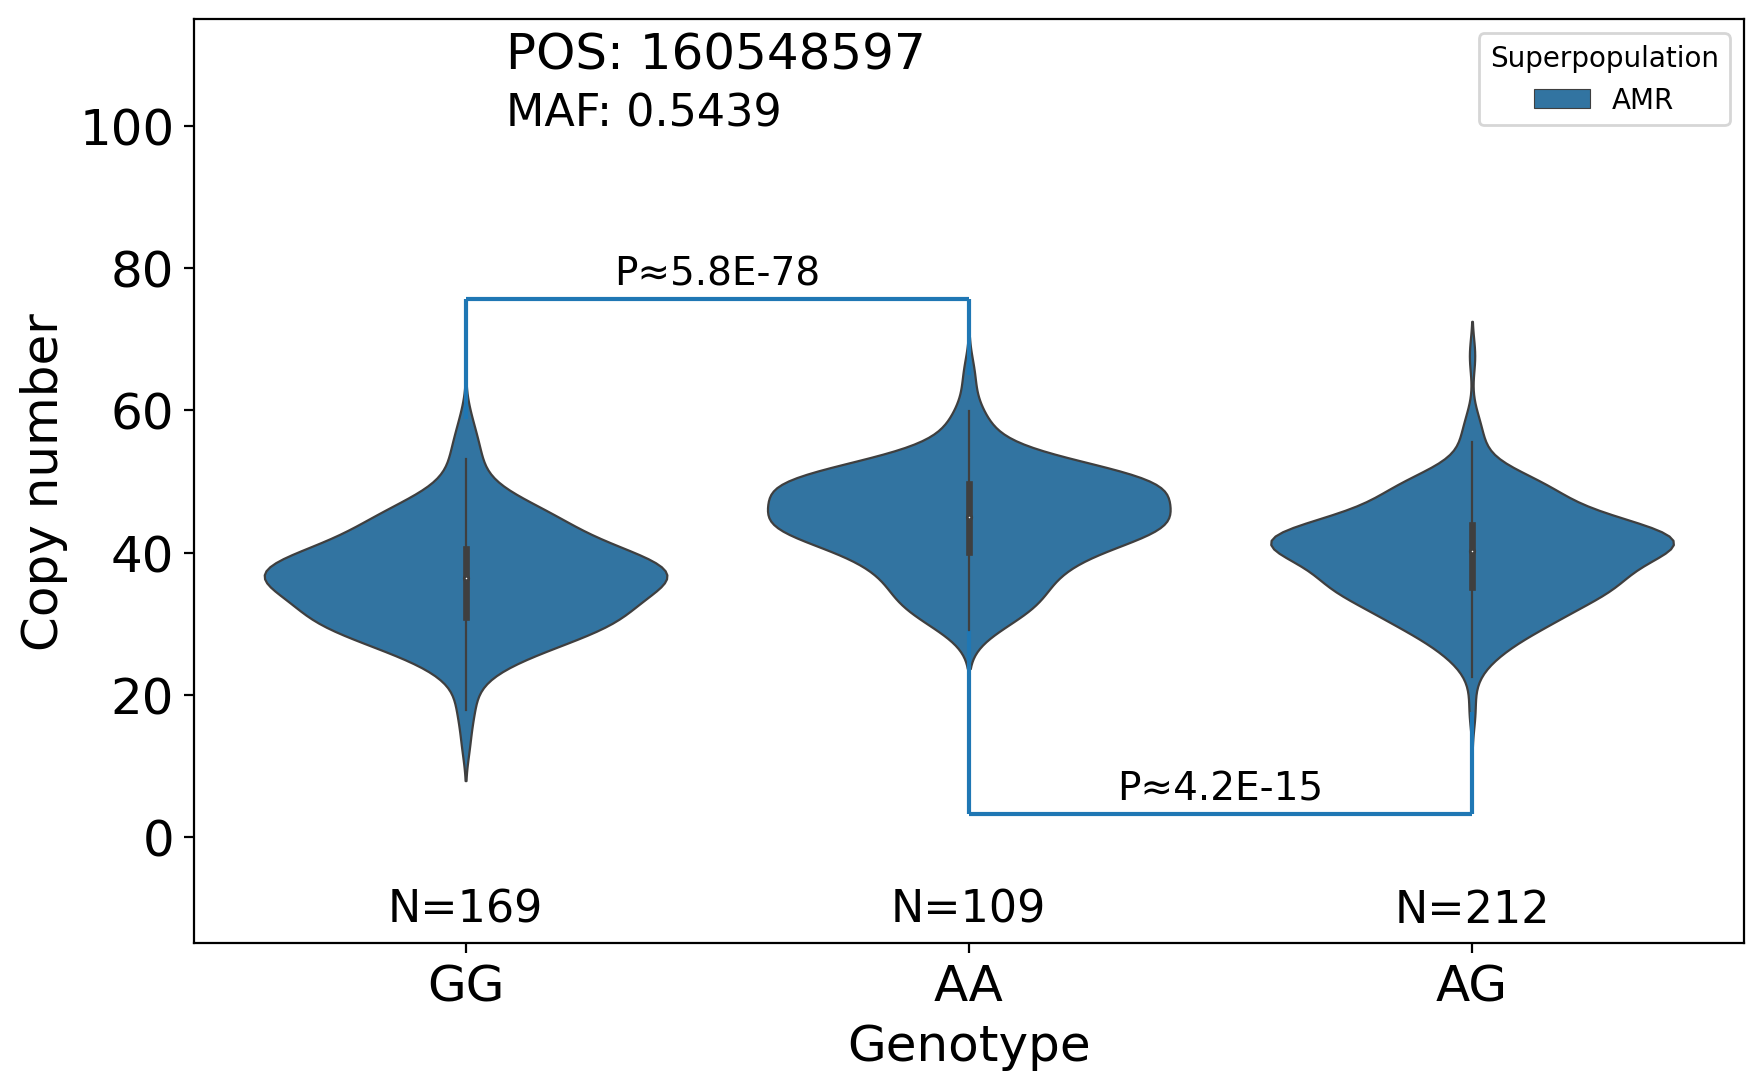 POS: 160548597
MAF: 0.5439
Superpopulation
AMR
Copy number
100
80
60
40
20
0
P≈5.8E-78
P≈4.2E-15
N=169
N=109
N=212
GG
AA
AG
Genotype